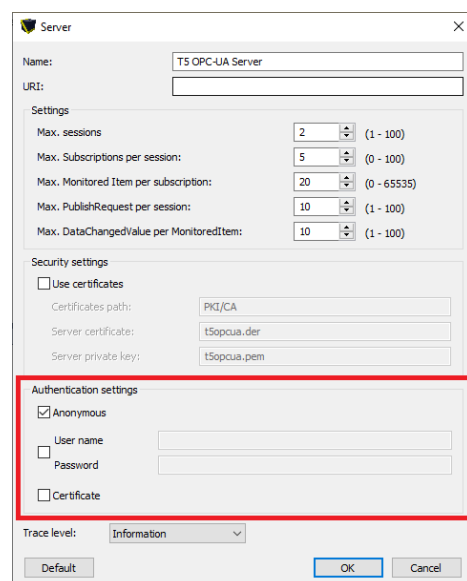 Server
Name: T5 OPC-UA Server
URI:
Settings
Max. sessions 2 (1 - 100)
Max. Subscriptions per session: 5 (0 - 100)
Max. Monitored Item per subscription: 20 (0 - 65535)
Max. PublishRequest per session: 10 (1 - 100)
Max. DataChangedValue per MonitoredItem: 10 (1 - 100)
Security settings
Use certificates
Certificates path: PKI/CA
Server certificate: t5opcua.der
Server private key: t5opcua.pem
Authentication settings
Anonymous
User name
Password
Certificate
Trace level: Information
Default OK Cancel